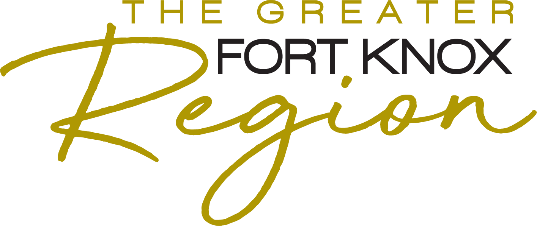 THE GREATER
FORT KNOX
Region